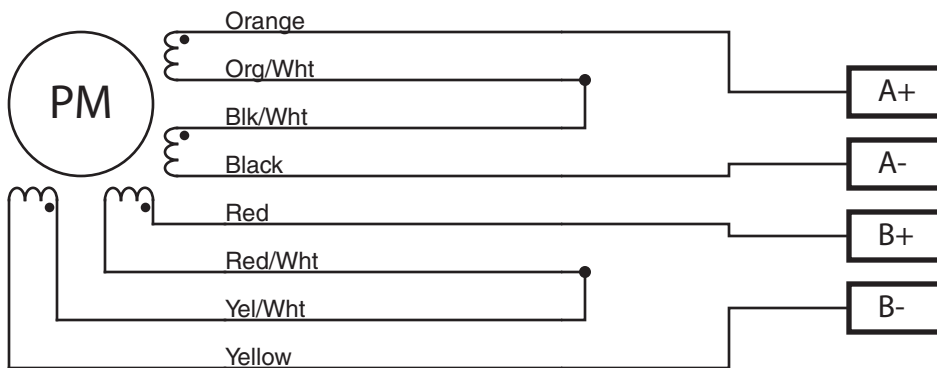 PM
Orange
Org/Wht
Blk/Wht
Black
Red
Red/Wht
Yel/Wht
Yellow
A+
A-
B+
B-